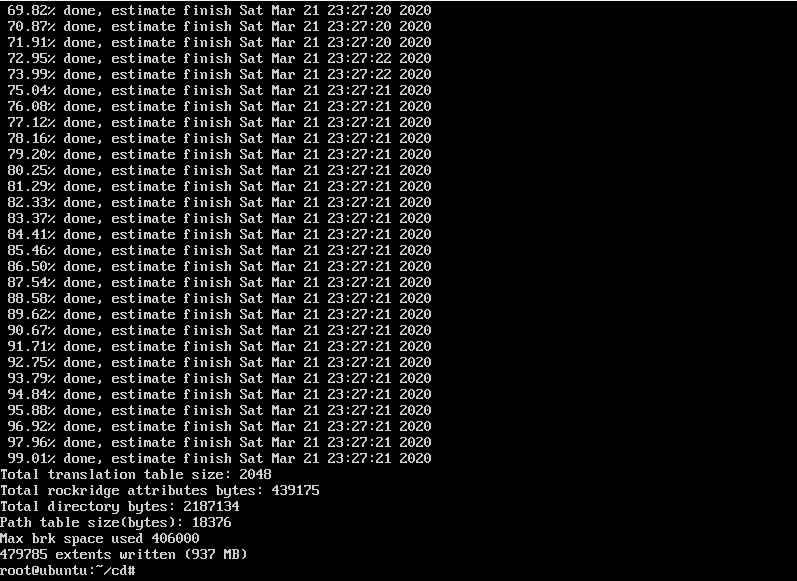 69.82% done, estimate finish Sat Mar 21 23:27:20 2020
70.87% done, estimate finish Sat Mar 21 23:27:20 2020
71.91% done, estimate finish Sat Mar 21 23:27:20 2020
72.95% done, estimate finish Sat Mar 21 23:27:22 2020
73.99% done, estimate finish Sat Mar 21 23:27:22 2020
75.04% done, estimate finish Sat Mar 21 23:27:21 2020
76.08% done, estimate finish Sat Mar 21 23:27:21 2020
77.12% done, estimate finish Sat Mar 21 23:27:21 2020
78.16% done, estimate finish Sat Mar 21 23:27:21 2020
79.20% done, estimate finish Sat Mar 21 23:27:21 2020
80.25% done, estimate finish Sat Mar 21 23:27:21 2020
81.29% done, estimate finish Sat Mar 21 23:27:21 2020
82.33% done, estimate finish Sat Mar 21 23:27:21 2020
83.37% done, estimate finish Sat Mar 21 23:27:21 2020
84.41% done, estimate finish Sat Mar 21 23:27:21 2020
85.46% done, estimate finish Sat Mar 21 23:27:21 2020
86.50% done, estimate finish Sat Mar 21 23:27:21 2020
87.54% done, estimate finish Sat Mar 21 23:27:21 2020
88.58% done, estimate finish Sat Mar 21 23:27:21 2020
89.62% done, estimate finish Sat Mar 21 23:27:21 2020
90.67% done, estimate finish Sat Mar 21 23:27:21 2020
91.71% done, estimate finish Sat Mar 21 23:27:21 2020
92.75% done, estimate finish Sat Mar 21 23:27:21 2020
93.79% done, estimate finish Sat Mar 21 23:27:21 2020
94.84% done, estimate finish Sat Mar 21 23:27:21 2020
95.88% done, estimate finish Sat Mar 21 23:27:21 2020
96.92% done, estimate finish Sat Mar 21 23:27:21 2020
97.96% done, estimate finish Sat Mar 21 23:27:21 2020
99.01% done, estimate finish Sat Mar 21 23:27:21 2020
Total translation table size: 2048
Total rockridge attributes bytes: 439175
Total directory bytes: 2187134
Path table size(bytes): 18376
Max brk space used 406000
479785 extents written (937 MB)
root@ubuntu:~/cd#